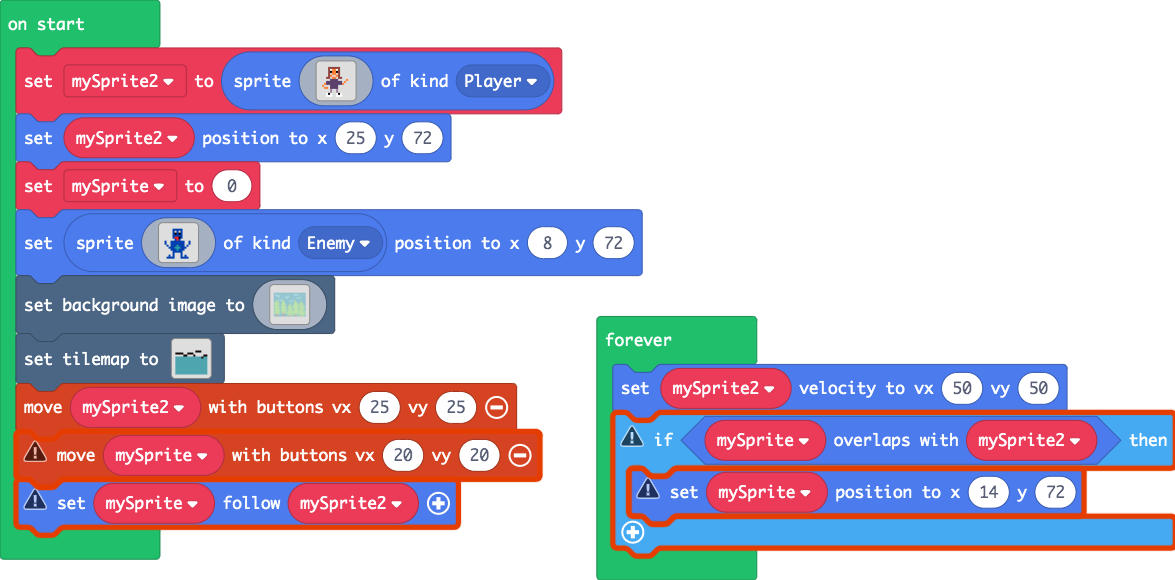 on start
set mySprite2 to sprite of kind Player
set mySprite2 position to x 25 y 72
set mySprite to 0
set sprite of kind Enemy position to x 8 y 72
set background image to
set tilemap to
move mySprite2 with buttons vx 25 vy 25
move mySprite with buttons vx 20 vy 20
set mySprite follow mySprite2
forever
set mySprite2 velocity to vx 50 vy 50
if mySprite overlaps with mySprite2 then
set mySprite position to x 14 y 72